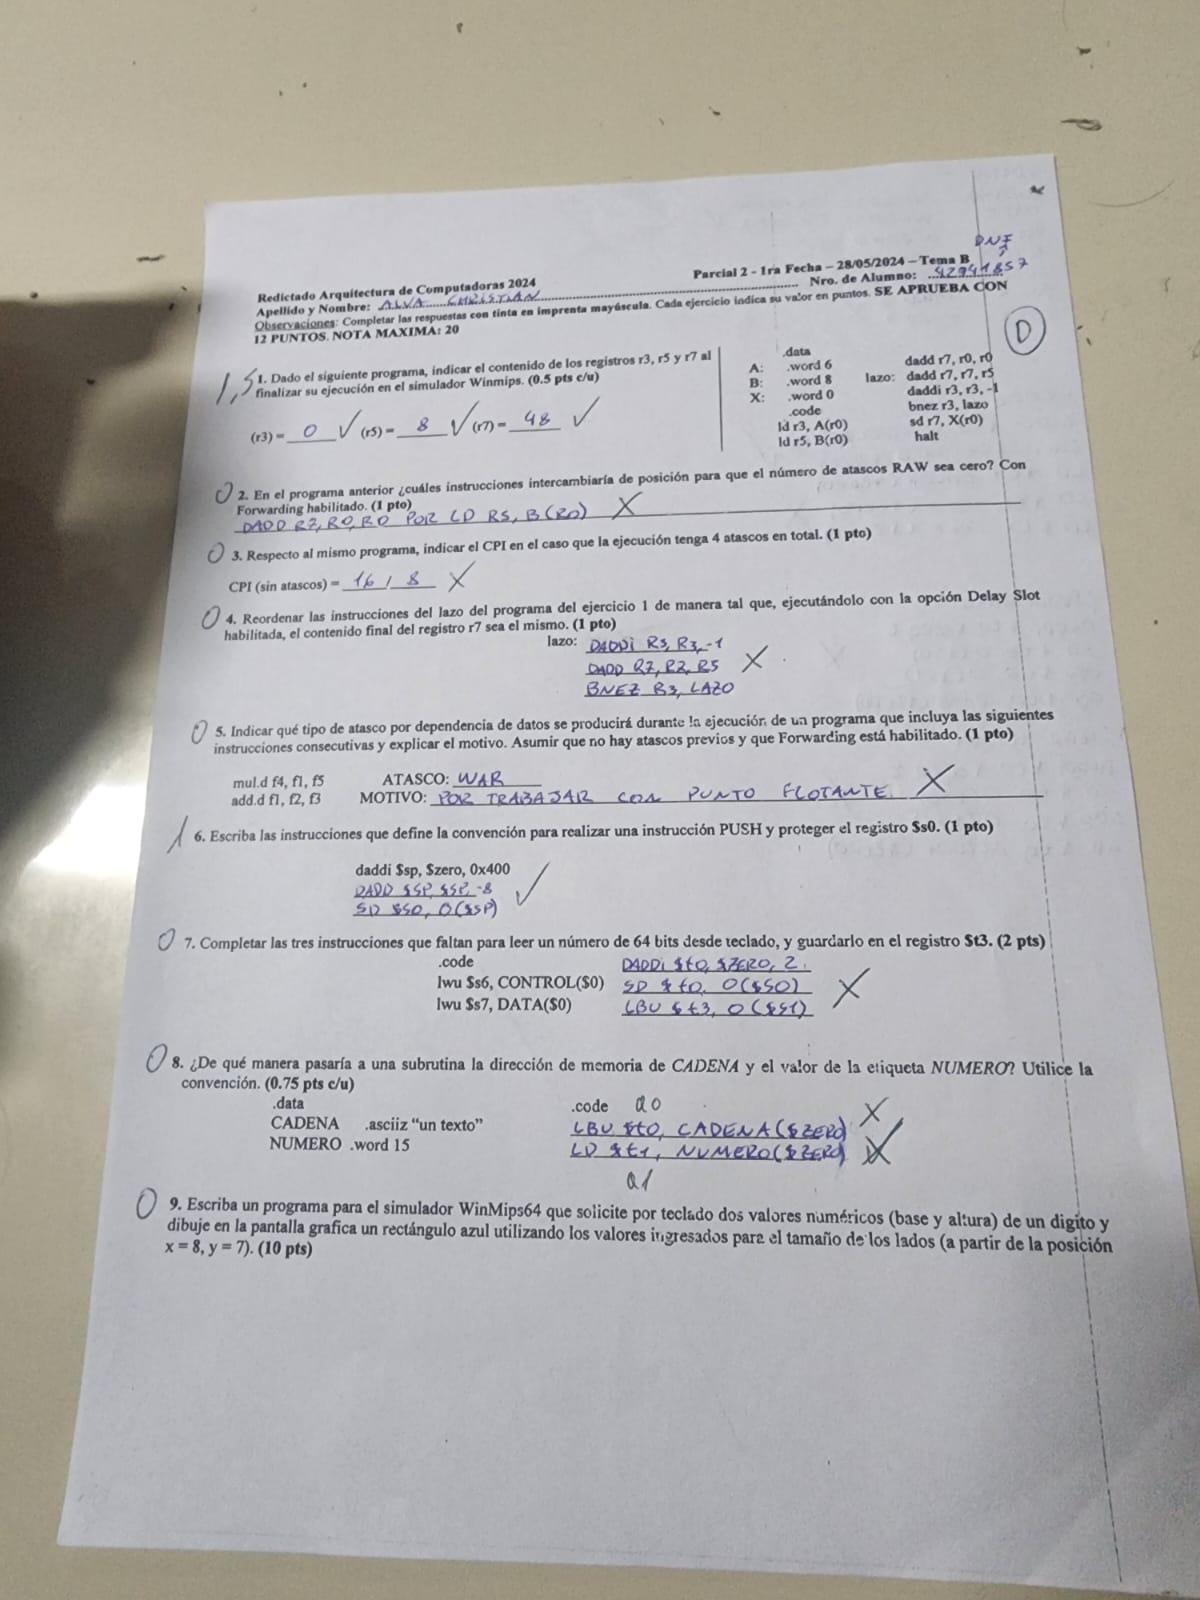 DNI
Redictado Arquitectura de Computadoras 2024
Parcial 2 - 1ra Fecha – 28/05/2024 – Tema B
Apellido y Nombre: ALVA CHRISTIAN Nro. de Alumno: 42941857
Observaciones: Completar las respuestas con tinta en imprenta mayúscula. Cada ejercicio indica su valor en puntos. SE APRUEBA CON
12 PUNTOS. NOTA MAXIMA: 20
D
1,5
1. Dado el siguiente programa, indicar el contenido de los registros r3, r5 y r7 al
finalizar su ejecución en el simulador Winmips. (0.5 pts c/u)
(r3) = 0 ✓ (r5) = 8 ✓ (r7) = 48 ✓
.data
A: .word 6
B: .word 8
X: .word 0
.code
ld r3, A(r0)
ld r5, B(r0)
dadd r7, r0, r0
lazo: dadd r7, r7, r5
daddi r3, r3, -1
bnez r3, lazo
sd r7, X(r0)
halt
0 2. En el programa anterior ¿cuáles instrucciones intercambiaría de posición para que el número de atascos RAW sea cero? Con
Forwarding habilitado. (1 pto)
DADD R7, R0, R0 POR LD R5, B(R0) X
0 3. Respecto al mismo programa, indicar el CPI en el caso que la ejecución tenga 4 atascos en total. (1 pto)
CPI (sin atascos) = 16 / 8 X
0 4. Reordenar las instrucciones del lazo del programa del ejercicio 1 de manera tal que, ejecutándolo con la opción Delay Slot
habilitada, el contenido final del registro r7 sea el mismo. (1 pto)
lazo: DADDi R3, R3, -1
DADD R7, R7, R5 X
BNEZ R3, LAZO
0 5. Indicar qué tipo de atasco por dependencia de datos se producirá durante la ejecución de un programa que incluya las siguientes
instrucciones consecutivas y explicar el motivo. Asumir que no hay atascos previos y que Forwarding está habilitado. (1 pto)
mul.d f4, f1, f5 ATASCO: WAR
add.d f1, f2, f3 MOTIVO: POR TRABAJAR CON PUNTO FLOTANTE X
1 6. Escriba las instrucciones que define la convención para realizar una instrucción PUSH y proteger el registro $s0. (1 pto)
daddi $sp, $zero, 0x400
DADD $SP, $SP, -8 ✓
SD $S0, 0($SP)
0 7. Completar las tres instrucciones que faltan para leer un número de 64 bits desde teclado, y guardarlo en el registro $t3. (2 pts)
.code DADDi $t0, $ZERO, 2
lwu $s6, CONTROL($0) SD $t0, 0($S0) X
lwu $s7, DATA($0) LBU $t3, 0($S1)
0 8. ¿De qué manera pasaría a una subrutina la dirección de memoria de CADENA y el valor de la etiqueta NUMERO? Utilice la
convención. (0.75 pts c/u)
.data .code a0
CADENA .asciiz “un texto” LBU $t0, CADENA($ZERO) X
NUMERO .word 15 LD $t1, NUMERO($ZERO) X
a1
0 9. Escriba un programa para el simulador WinMips64 que solicite por teclado dos valores numéricos (base y altura) de un digito y
dibuje en la pantalla grafica un rectángulo azul utilizando los valores ingresados para el tamaño de los lados (a partir de la posición
x = 8, y = 7). (10 pts)